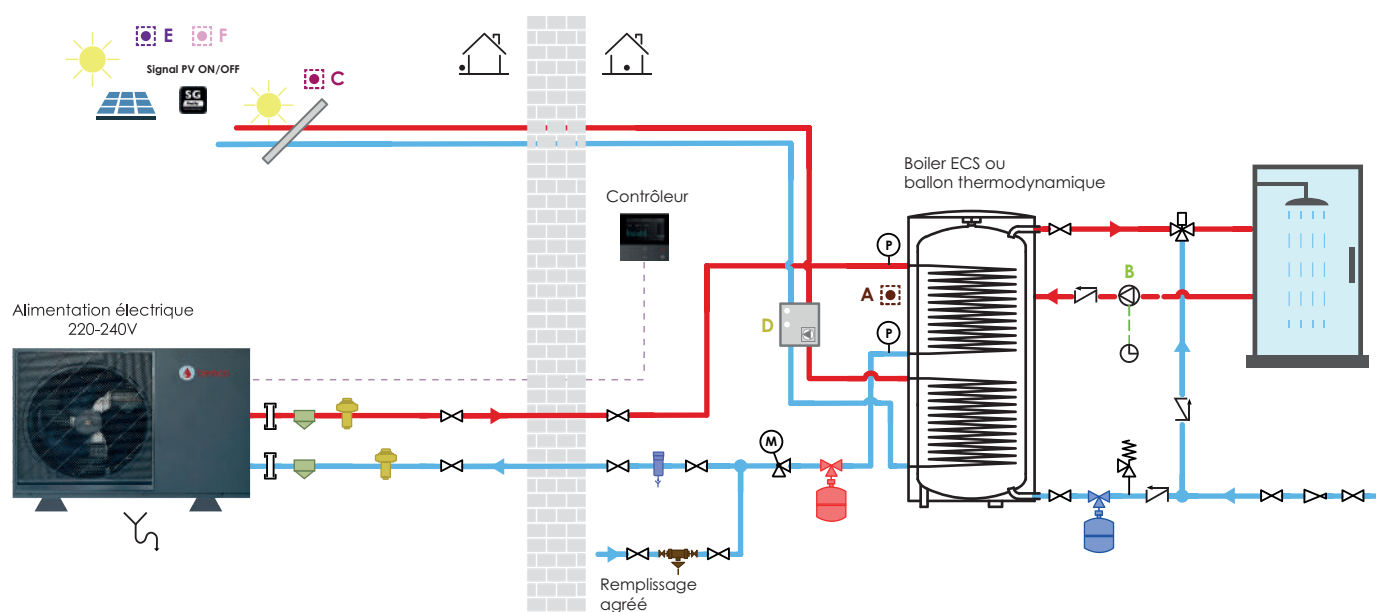 E F
Signal PV ON/OFF
SG
C
Boiler ECS ou
ballon thermodynamique
Contrôleur
P
A
B
Alimentation électrique
220-240V
D
P
M
Remplissage
agréé